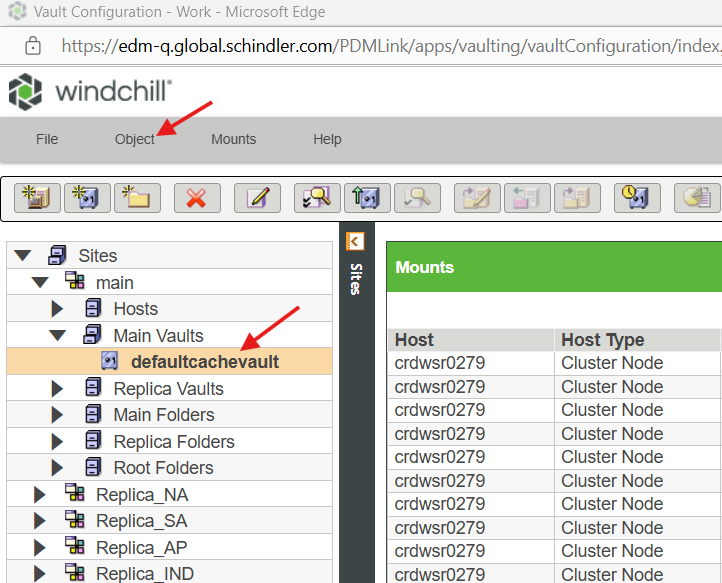 Vault Configuration - Work - Microsoft Edge
https://edm-q.global.schindler.com/PDMLink/apps/vaulting/vaultConfiguration/index.
windchill®
File Object Mounts Help
Sites
main
Hosts
Main Vaults
defaultcachevault
Replica Vaults
Main Folders
Replica Folders
Root Folders
Replica_NA
Replica_SA
Replica_AP
Replica_IND
Sites
Mounts
Host Host Type
crdwsr0279 Cluster Node
crdwsr0279 Cluster Node
crdwsr0279 Cluster Node
crdwsr0279 Cluster Node
crdwsr0279 Cluster Node
crdwsr0279 Cluster Node
crdwsr0279 Cluster Node
crdwsr0279 Cluster Node
crdwsr0279 Cluster Node
crdwsr0279 Cluster Node